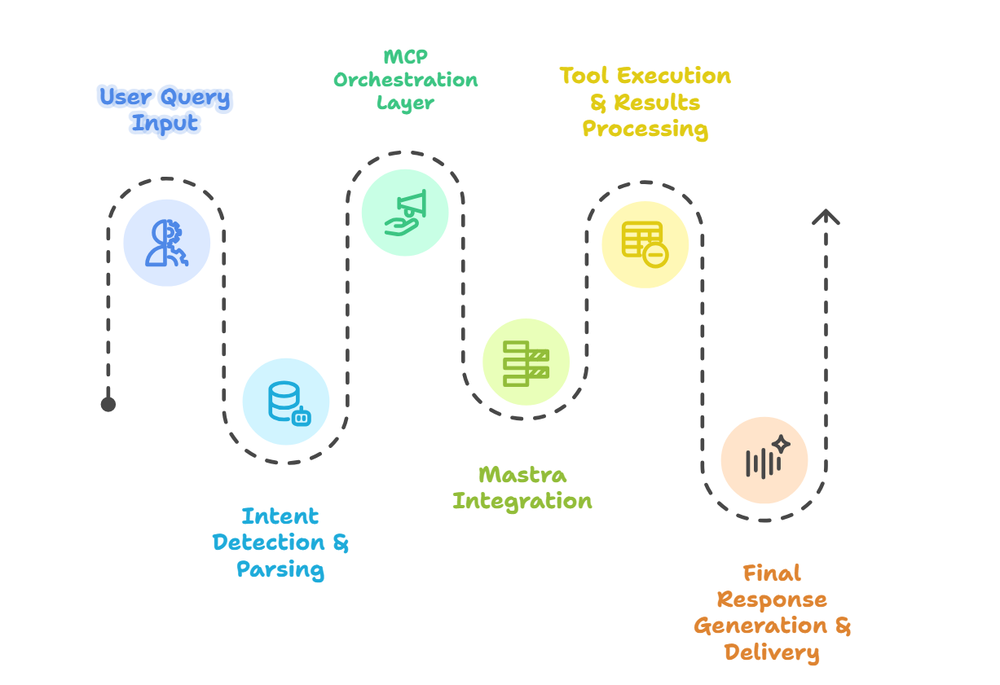 User Query
Input
Intent
Detection &
Parsing
MCP
Orchestration
Layer
Mastra
Integration
Tool Execution
& Results
Processing
Final
Response
Generation &
Delivery